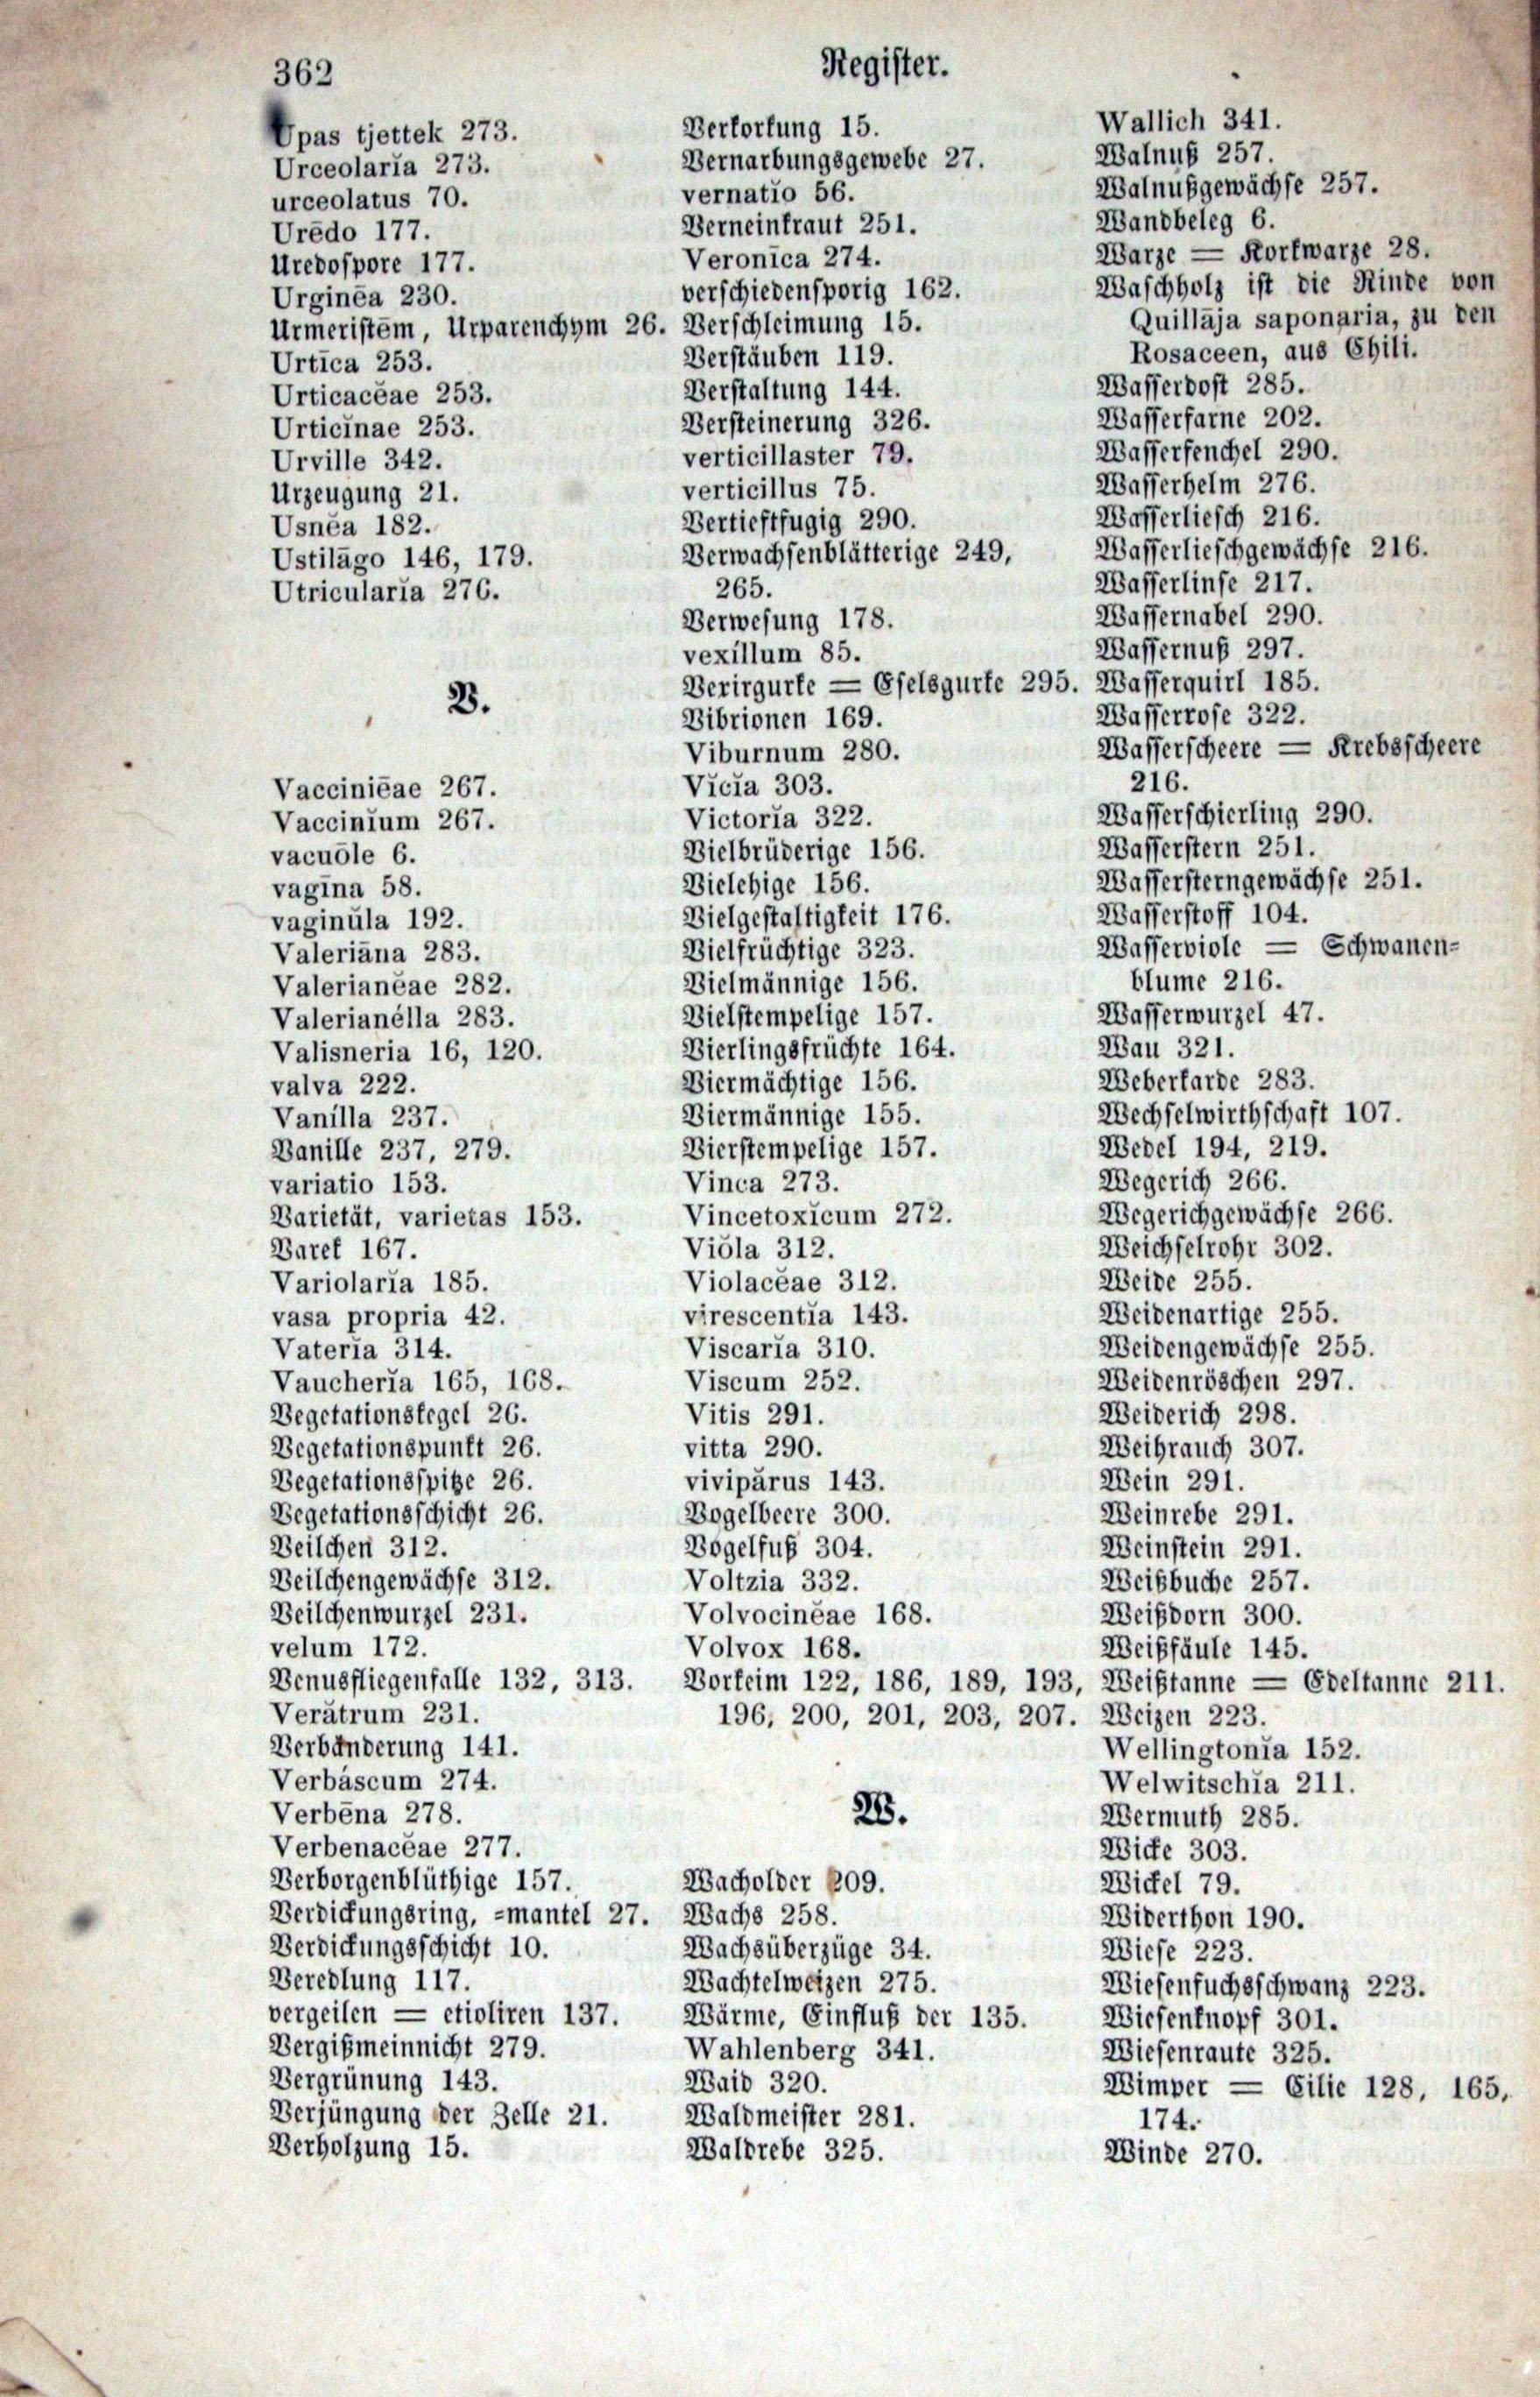 362
Register.
Upas tjettek 273.
Urceolaria 273.
urceolatus 70.
Urēdo 177.
Uredospore 177.
Urginēa 230.
Urmeristem, Urparenchym 26.
Urtīca 253.
Urticacēae 253.
Urticīnae 253.
Urville 342.
Urzeugung 21.
Usnēa 182.
Ustilāgo 146, 179.
Utricularia 276.
V.
Vacciniēae 267.
Vaccinium 267.
vacuōle 6.
vagīna 58.
vaginūla 192.
Valeriāna 283.
Valerianēae 282.
Valerianélla 283.
Valisneria 16, 120.
valva 222.
Vanilla 237.
Vanille 237, 279.
variatio 153.
Varietät, varietas 153.
Varek 167.
Variolaria 185.
vasa propria 42.
Vateria 314.
Vaucheria 165, 168.
Vegetationskegel 26.
Vegetationspunkt 26.
Vegetationsspitze 26.
Vegetationsschicht 26.
Veilchen 312.
Veilchengewächse 312.
Veilchenwurzel 231.
velum 172.
Venusfliegenfalle 132, 313.
Verātrum 231.
Verbänderung 141.
Verbāscum 274.
Verbēna 278.
Verbenacēae 277.
Verborgenblüthige 157.
Verdickungsring, =mantel 27.
Verdickungsschicht 10.
Veredlung 117.
vergeilen = etioliren 137.
Vergißmeinnicht 279.
Vergrünung 143.
Verjüngung der Zelle 21.
Verholzung 15.
Verkorkung 15.
Vernarbungsgewebe 27.
vernatio 56.
Verneinkraut 251.
Veronīca 274.
verschiedensporig 162.
Verschleimung 15.
Verstäuben 119.
Verstaltung 144.
Versteinerung 326.
verticillaster 79.
verticillus 75.
Vertieftfugig 290.
Verwachsenblätterige 249,
265.
Verwesung 178.
vexillum 85.
Vexirgurke = Eselsgurke 295.
Vibrionen 169.
Viburnum 280.
Vicia 303.
Victoria 322.
Vielbrüderige 156.
Vielehige 156.
Vielgestaltigkeit 176.
Vielfrüchtige 323.
Vielmännige 156.
Vielstempelige 157.
Vierlingsfrüchte 164.
Viermächtige 156.
Viermännige 155.
Vierstempelige 157.
Vinca 273.
Vincetoxicum 272.
Viŏla 312.
Violacēae 312.
virescentia 143.
Viscaria 310.
Viscum 252.
Vitis 291.
vitta 290.
vivipărus 143.
Vogelbeere 300.
Vogelfuß 304.
Voltzia 332.
Volvocinēae 168.
Volvox 168.
Vorkeim 122, 186, 189, 193,
196, 200, 201, 203, 207.
W.
Wacholder 209.
Wachs 258.
Wachsüberzüge 34.
Wachtelweizen 275.
Wärme, Einfluß der 135.
Wahlenberg 341.
Waid 320.
Waldmeister 281.
Waldrebe 325.
Wallich 341.
Walnuß 257.
Walnußgewächse 257.
Wandbeleg 6.
Warze = Korkwarze 28.
Waschholz ist die Rinde von
Quillāja saponaria, zu den
Rosaceen, aus Chili.
Wasserdost 285.
Wasserfarne 202.
Wasserfenchel 290.
Wasserhelm 276.
Wasserliesch 216.
Wasserlieschgewächse 216.
Wasserlinse 217.
Wassernabel 290.
Wassernuß 297.
Wasserquirl 185.
Wasserrose 322.
Wasserscheere = Krebsscheere
216.
Wasserschierling 290.
Wasserstern 251.
Wassersterngewächse 251.
Wasserstoff 104.
Wasserviole = Schwanen-
blume 216.
Wasserwurzel 47.
Wau 321.
Weberkarde 283.
Wechselwirthschaft 107.
Wedel 194, 219.
Wegerich 266.
Wegerichgewächse 266.
Weichselrohr 302.
Weide 255.
Weidenartige 255.
Weidengewächse 255.
Weidenröschen 297.
Weiderich 298.
Weihrauch 307.
Wein 291.
Weinrebe 291.
Weinstein 291.
Weißbuche 257.
Weißdorn 300.
Weißfäule 145.
Weißtanne = Edeltanne 211.
Weizen 223.
Wellingtonia 152.
Welwitschia 211.
Wermuth 285.
Wicke 303.
Wickel 79.
Widerthon 190.
Wiese 223.
Wiesenfuchsschwanz 223.
Wiesenknopf 301.
Wiesenraute 325.
Wimper = Cilie 128, 165,
174.
Winde 270.